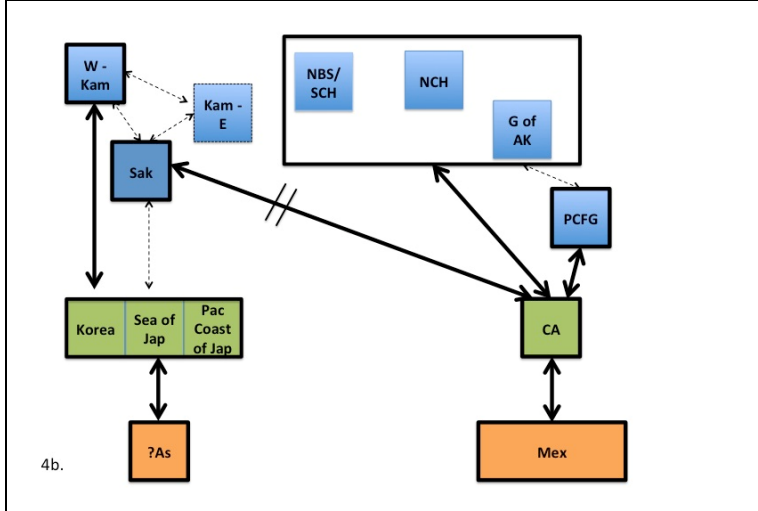 W -
Kam
Kam -
E
Sak
NBS/
SCH
NCH
G of
AK
PCFG
Korea
Sea of
Jap
Pac
Coast
of Jap
CA
?As
Mex
4b.